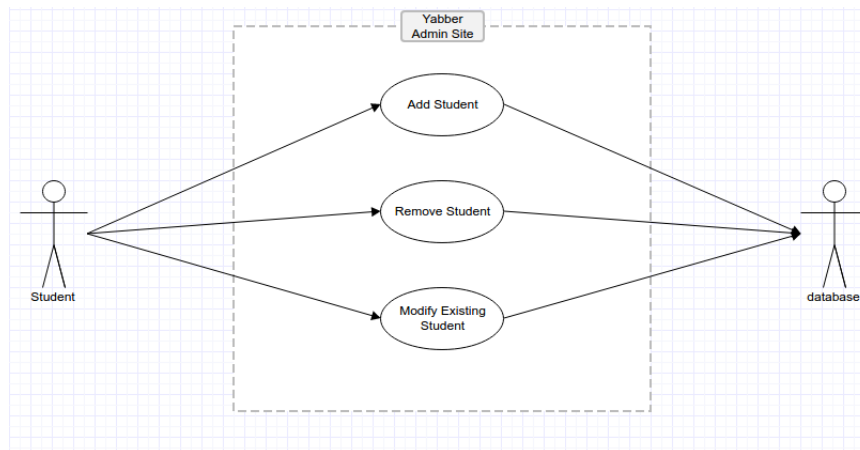 Yabber
Admin Site
Add Student
Remove Student
Student
database
Modify Existing
Student